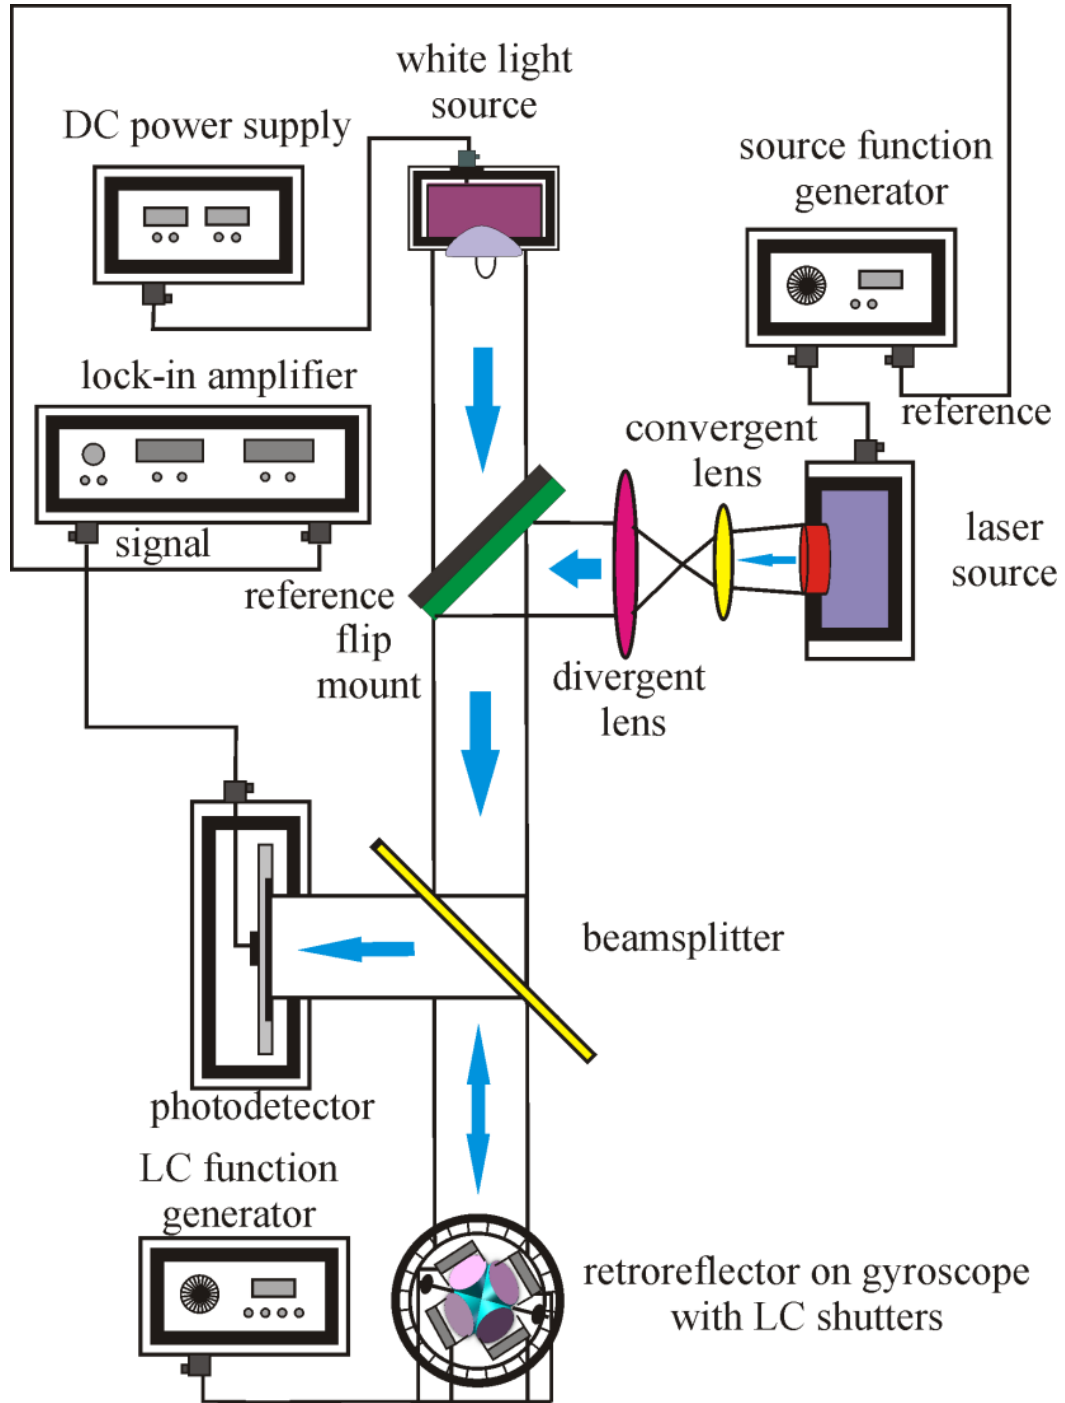 white light
source
DC power supply
source function
generator
lock-in amplifier
reference
convergent
lens
signal
laser
source
reference
flip
mount
divergent
lens
beamsplitter
photodetector
LC function
generator
retroreflector on gyroscope
with LC shutters